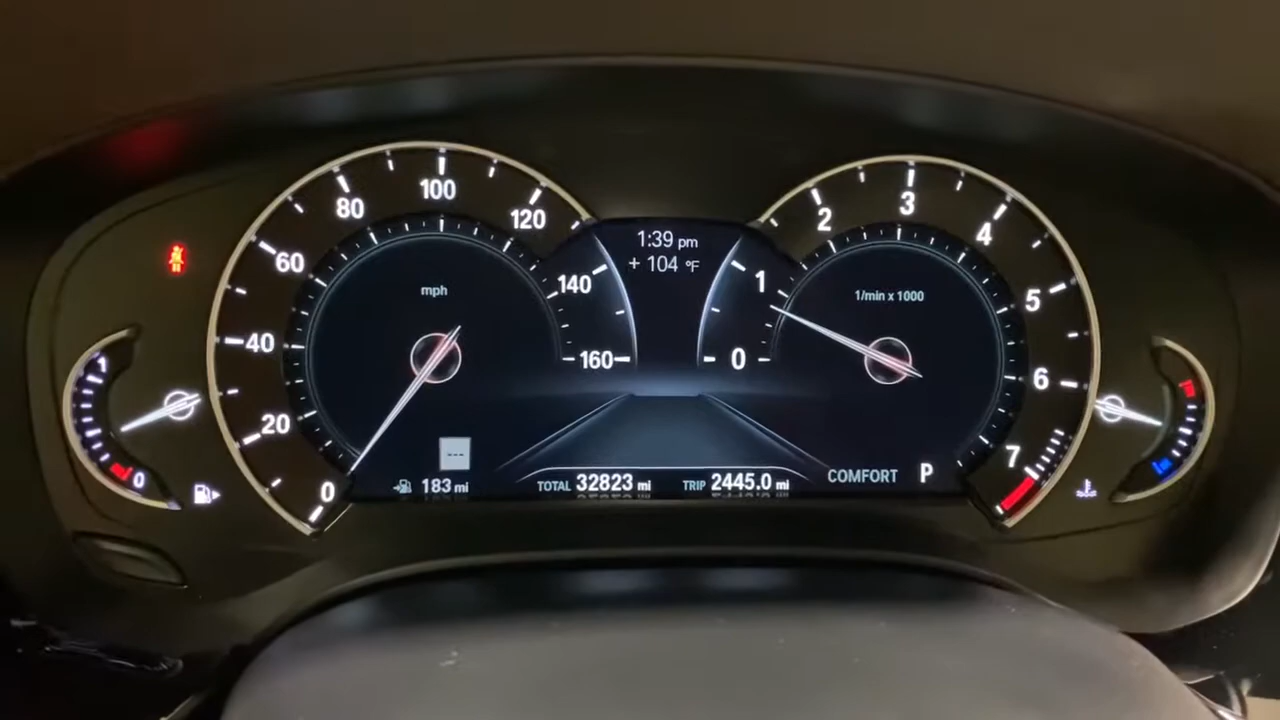 1:39 pm
+ 104 °F
mph
0
20
40
60
80
100
120
140
160
1/min x 1000
0
1
2
3
4
5
6
7
1
0
---
183 mi
TOTAL 32823 mi
TRIP 2445.0 mi
COMFORT P